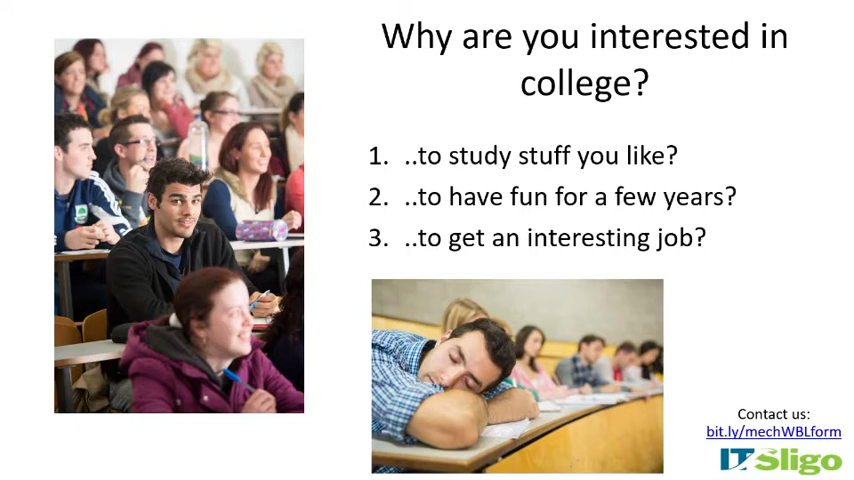 Why are you interested in
college?
1. ..to study stuff you like?
2. ..to have fun for a few years?
3. ..to get an interesting job?
Contact us:
bit.ly/mechWBLform
IT Sligo